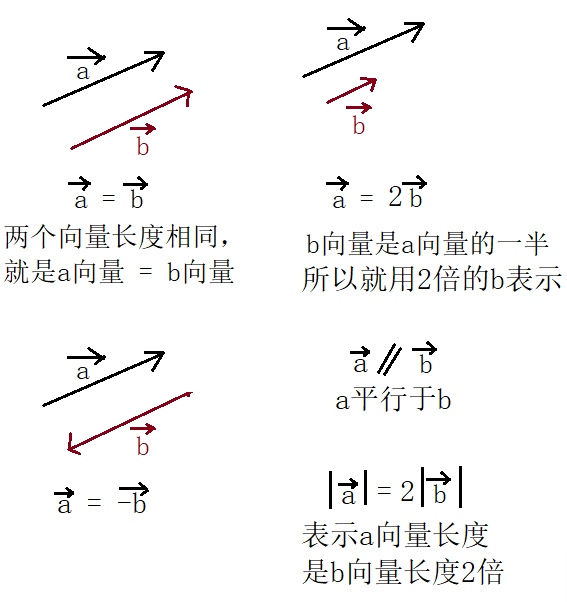 a
b
a = b
两个向量长度相同，
就是a向量 = b向量
a
b
a = 2b
b向量是a向量的一半
所以就用2倍的b表示
a
b
a = -b
a // b
a平行于b
|a| = 2|b|
表示a向量长度
是b向量长度2倍